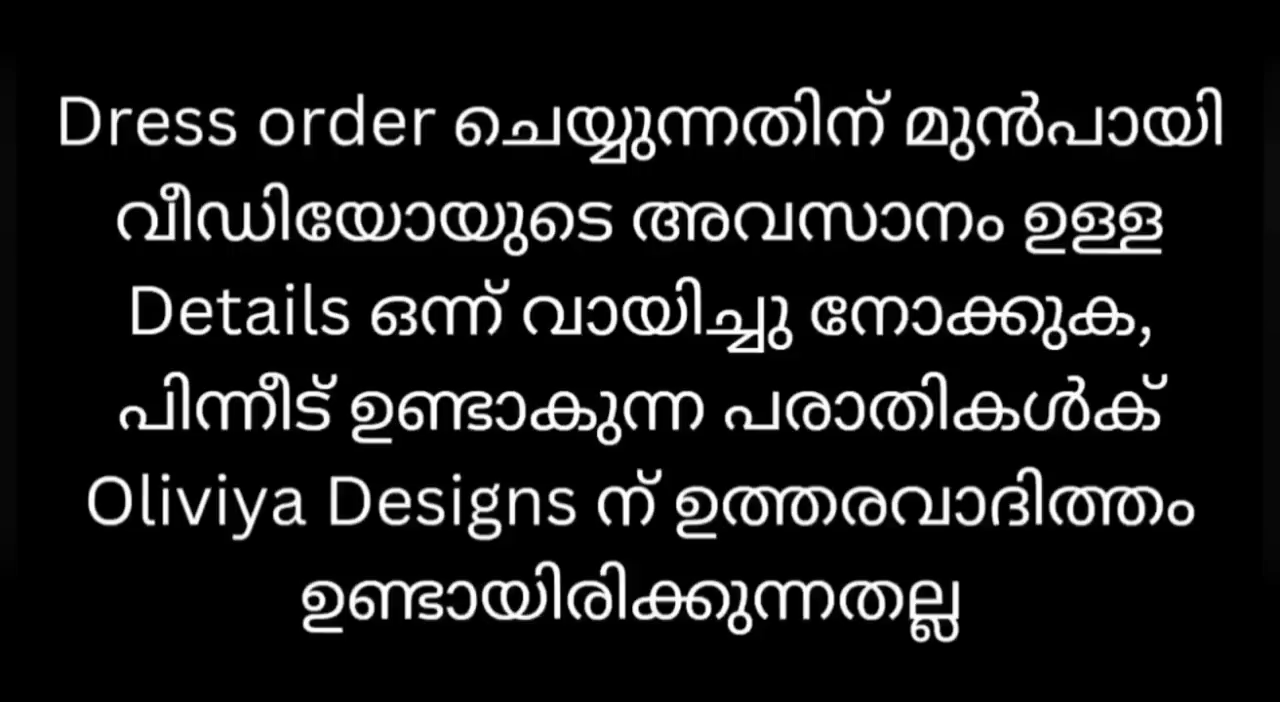 Dress order ചെയ്യുന്നതിന് മുൻപായി
വീഡിയോയുടെ അവസാനം ഉള്ള
Details ഒന്ന് വായിച്ചു നോക്കുക,
പിന്നീട് ഉണ്ടാകുന്ന പരാതികൾക്
Oliviya Designs ന് ഉത്തരവാദിത്തം
ഉണ്ടായിരിക്കുന്നതല്ല